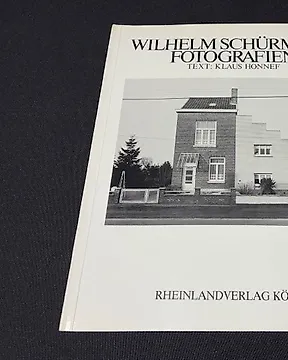 WILHELM SCHÜRM
FOTOGRAFIEN
TEXT: KLAUS HONNEF
RHEINLANDVERLAG KÖ